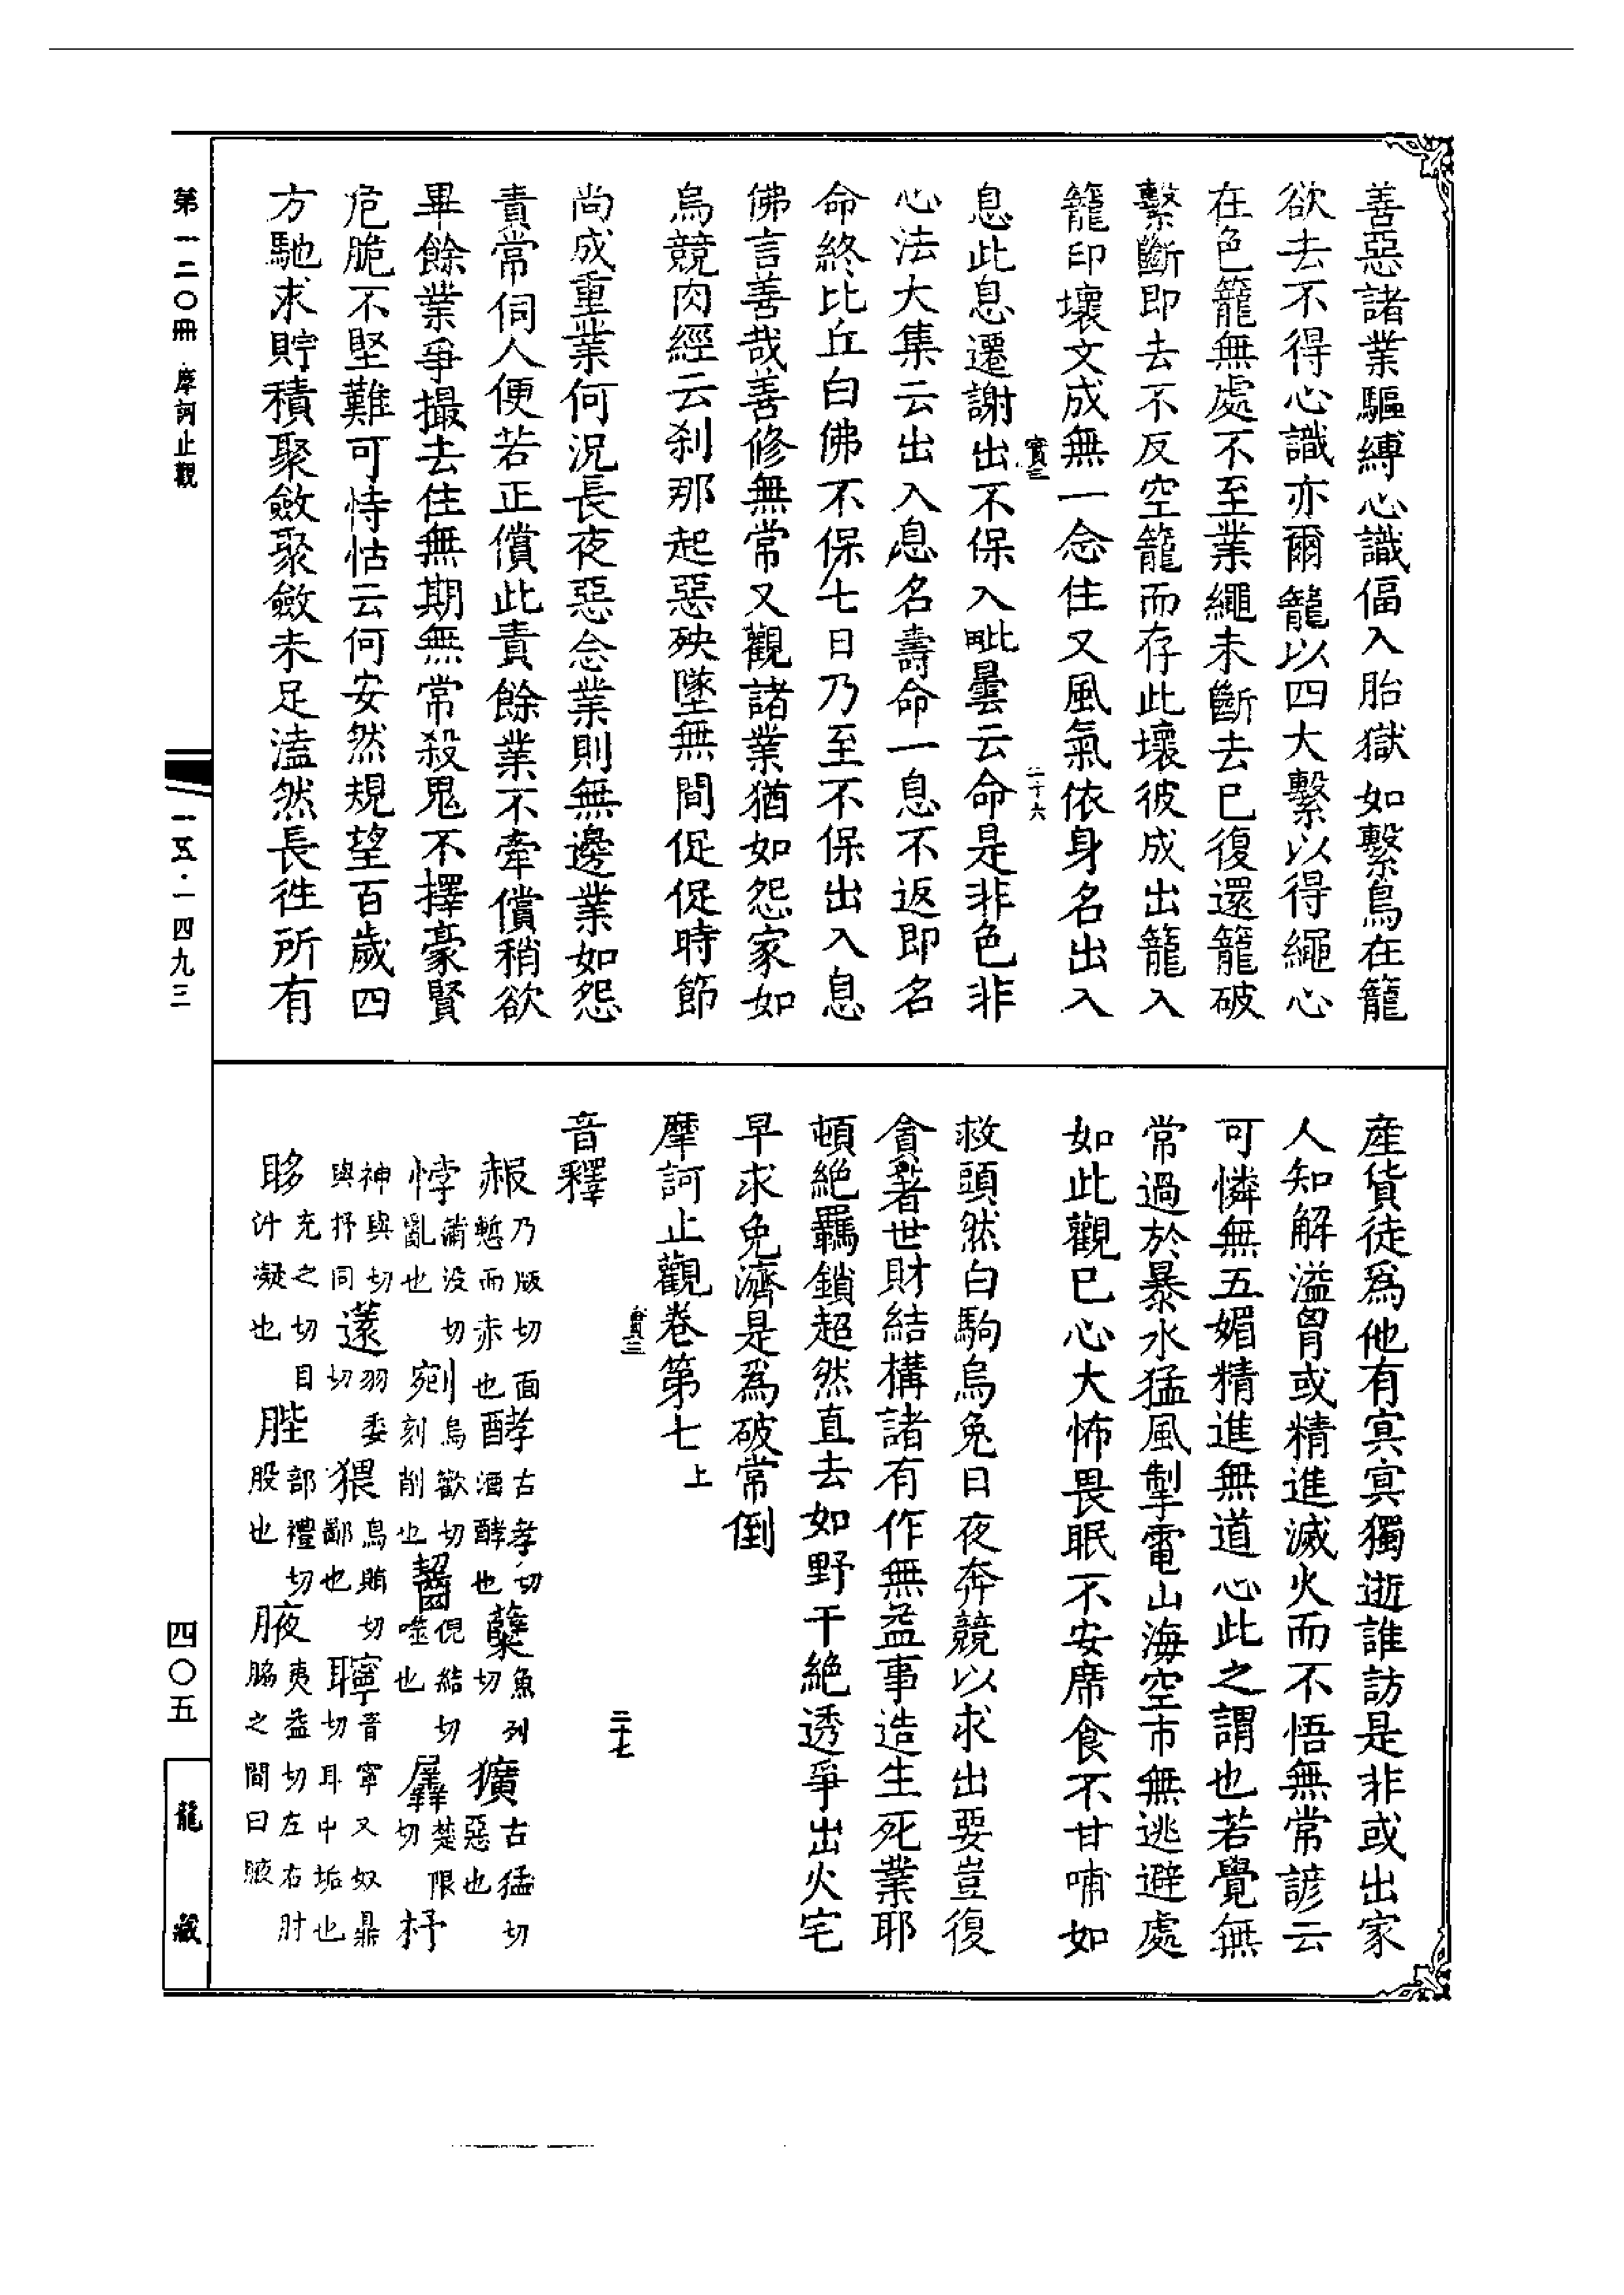 善惡諸業驅縛心識偪入胎獄如繫鳥在籠
欲去不得心識亦爾籠以四大繫以得繩心
在色籠無處不至業繩未斷去已復還籠破
繫斷即去不反空籠而存此壞彼成出籠入
籠印壞文成無一念住又風氣依身名出入
息此息遷謝出不保入毗曇云命是非色非
心法大集云出入息名壽命一息不返即名
命終比丘白佛不保七日乃至不保出入息
佛言善哉善修無常又觀諸業猶如怨家如
烏競肉經云刹那起惡殃墜無間促促時節
尚成重業何況長夜惡念業則無邊業如怨
責常伺人便若正償此責餘業不牽償稍欲
畢餘業爭撮去住無期無常殺鬼不擇豪賢
危脆不堅難可恃怙云何安然規望百歲四
方馳求貯積聚斂聚斂未足溘然長徃所有
實三
二十六
產貨徒爲他有冥冥獨逝誰訪是非或出家
人知解溢胷或精進滅火而不悟無常諺云
可憐無五媚精進無道心此之謂也若覺無
常過於暴水猛風掣電山海空市無逃避處
如此觀已心大怖畏眠不安席食不甘哺如
救頭然白駒烏兔日夜奔競以求出要豈復
貪著世財結構諸有作無益事造生死業耶
頓絕羈鎖超然直去如野干絕透爭出火宅
早求免濟是爲破常倒
摩訶止觀卷第七上
實三
二十七
音釋
赧乃版切面慙而赤也酵古孝切酒酵也糵魚列切獷古猛切惡也
悖蒲没切亂也剜烏歡切刻削也齧倪結切噬也羼楚限切杼
神與切與抒同薳羽委切猥烏賄切鄙也聹音寧又奴鼎切耳中垢也
眵充之切目汁凝也䏶部禮切股也腋夷益切左右肘脇之間曰腋
第一二〇冊 摩訶止觀
一五·一四九三
四〇五
龍藏